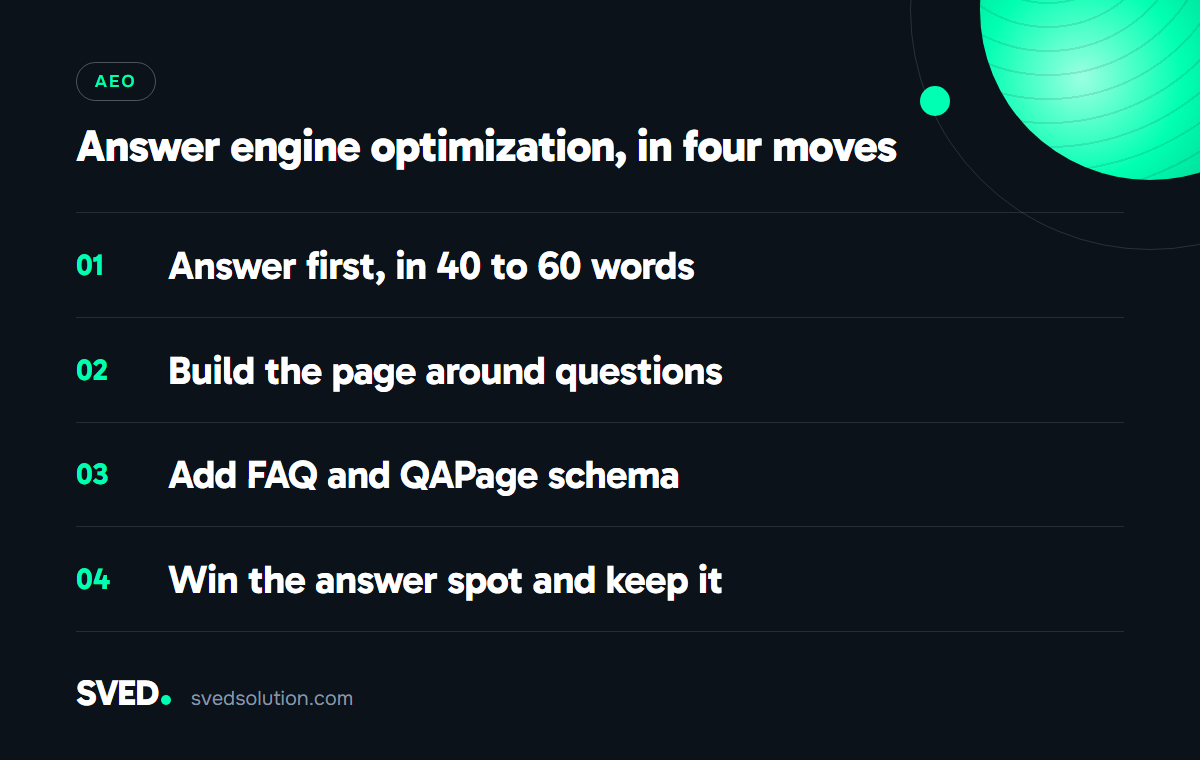 AEO
Answer engine optimization, in four moves
01 Answer first, in 40 to 60 words
02 Build the page around questions
03 Add FAQ and QAPage schema
04 Win the answer spot and keep it
SVED. svedsolution.com